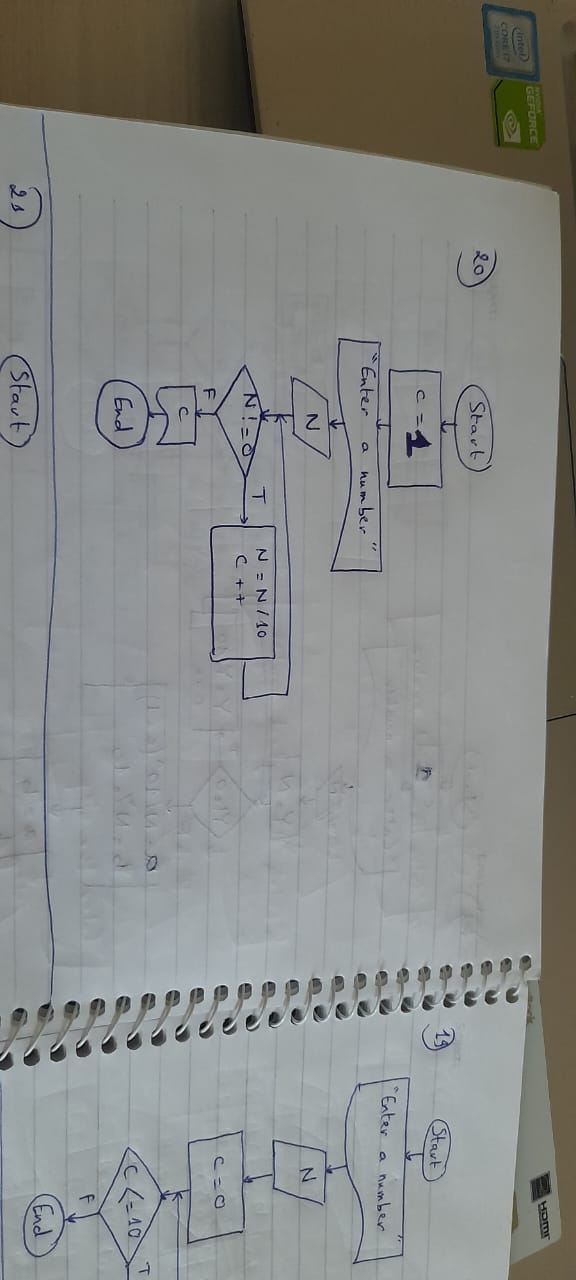 intel
CORE i7
NVIDIA
GEFORCE
HDMI
20)
Start
C = 1
"Enter a number"
N
N != 0
T
N = N / 10
C ++
F
C
End
21)
Start
19)
Start
"Enter a number"
N
C = 0
C <= 10
T
F
End